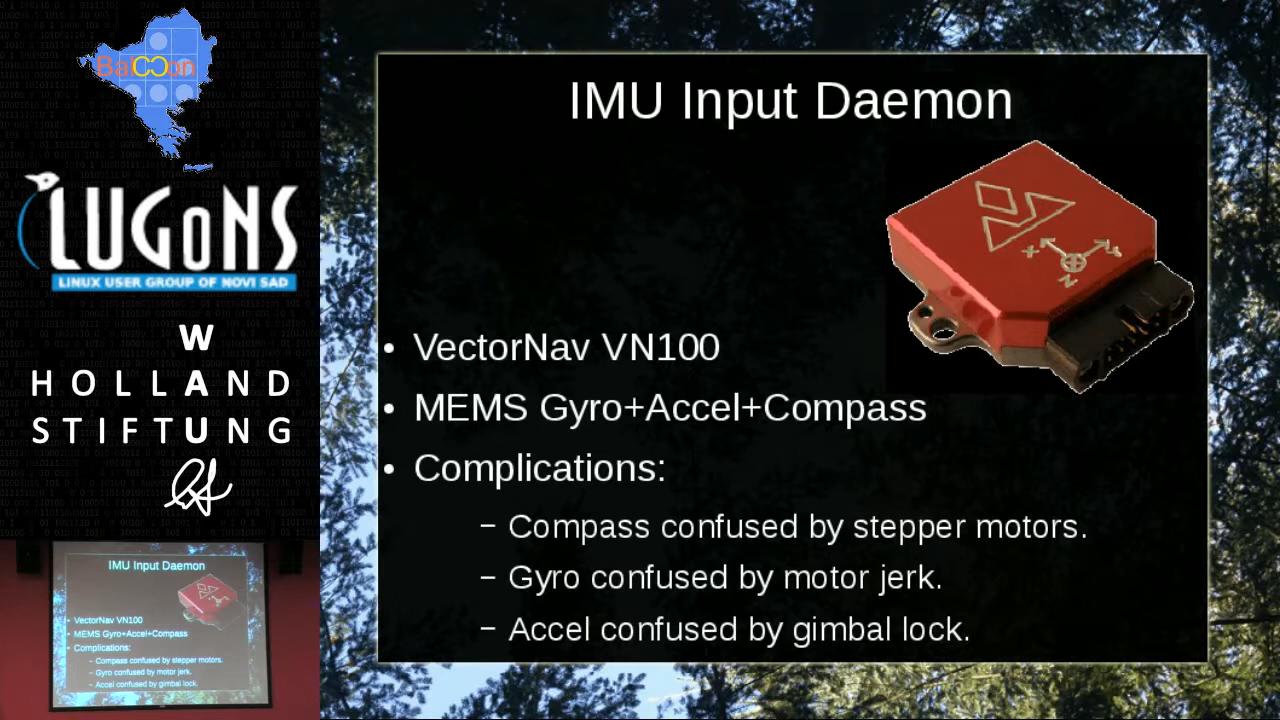 BalCCon
LUGoNS
LINUX USER GROUP OF NOVI SAD
W
HOLLAND
STIFTUNG
IMU Input Daemon
• VectorNav VN100
• MEMS Gyro+Accel+Compass
• Complications:
– Compass confused by stepper motors.
– Gyro confused by motor jerk.
– Accel confused by gimbal lock.
X
Y
Z
IMU Input Daemon
• VectorNav VN100
• MEMS Gyro+Accel+Compass
• Complications:
– Compass confused by stepper motors.
– Gyro confused by motor jerk.
– Accel confused by gimbal lock.